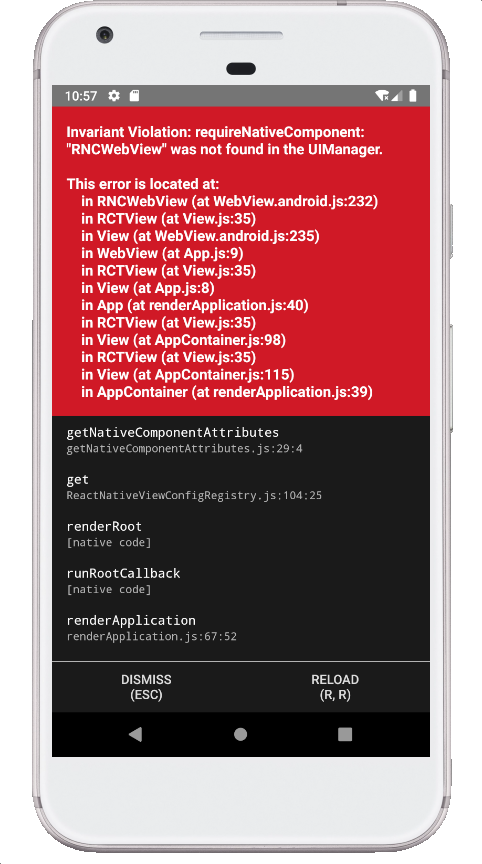 10:57
Invariant Violation: requireNativeComponent:
"RNCWebView" was not found in the UIManager.
This error is located at:
in RNCWebView (at WebView.android.js:232)
in RCTView (at View.js:35)
in View (at WebView.android.js:235)
in WebView (at App.js:9)
in RCTView (at View.js:35)
in View (at App.js:8)
in App (at renderApplication.js:40)
in RCTView (at View.js:35)
in View (at AppContainer.js:98)
in RCTView (at View.js:35)
in View (at AppContainer.js:115)
in AppContainer (at renderApplication.js:39)
getNativeComponentAttributes
getNativeComponentAttributes.js:29:4
get
ReactNativeViewConfigRegistry.js:104:25
renderRoot
[native code]
runRootCallback
[native code]
renderApplication
renderApplication.js:67:52
DISMISS
(ESC)
RELOAD
(R, R)